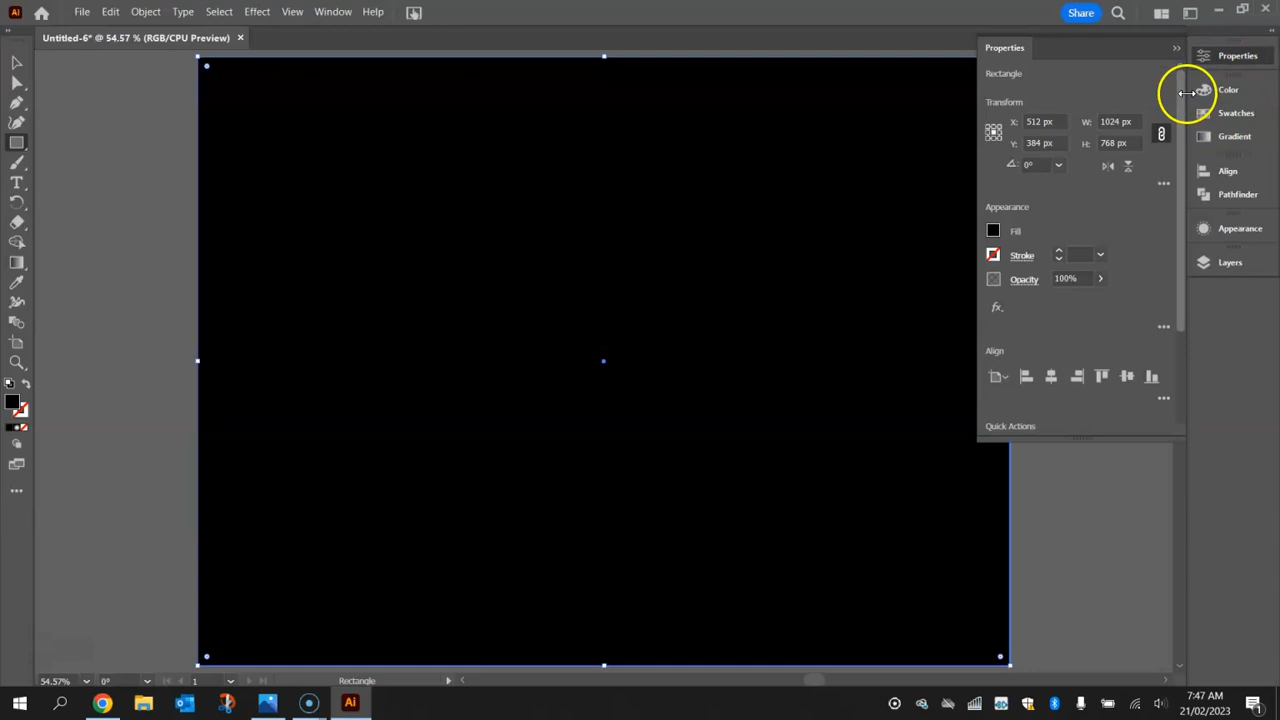 Ai File Edit Object Type Select Effect View Window Help Share
Untitled-6* @ 54.57 % (RGB/CPU Preview) ×
Properties
Rectangle
Transform
X: 512 px W: 1024 px
Y: 384 px H: 768 px
0°
Appearance
Fill
Stroke
Opacity 100%
fx.
Align
Quick Actions
Properties
Color
Swatches
Gradient
Align
Pathfinder
Appearance
Layers
T
54.57% 0° 1 Rectangle
Ai
7:47 AM
21/02/2023
1